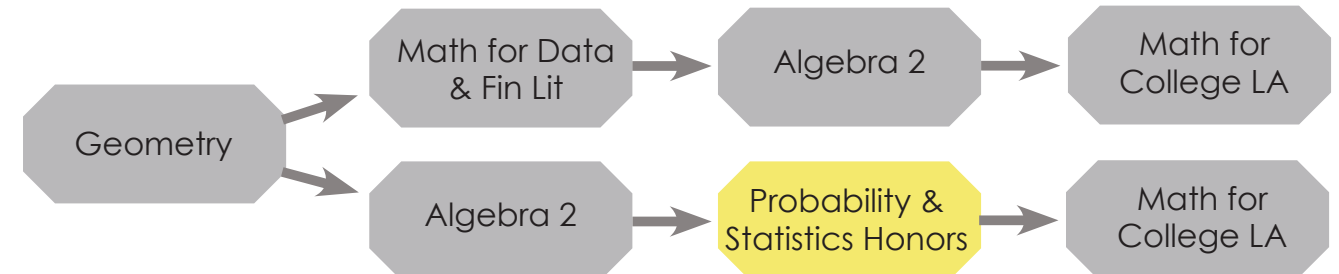 Geometry
Math for Data
& Fin Lit
Algebra 2
Math for
College LA
Algebra 2
Probability &
Statistics Honors
Math for
College LA